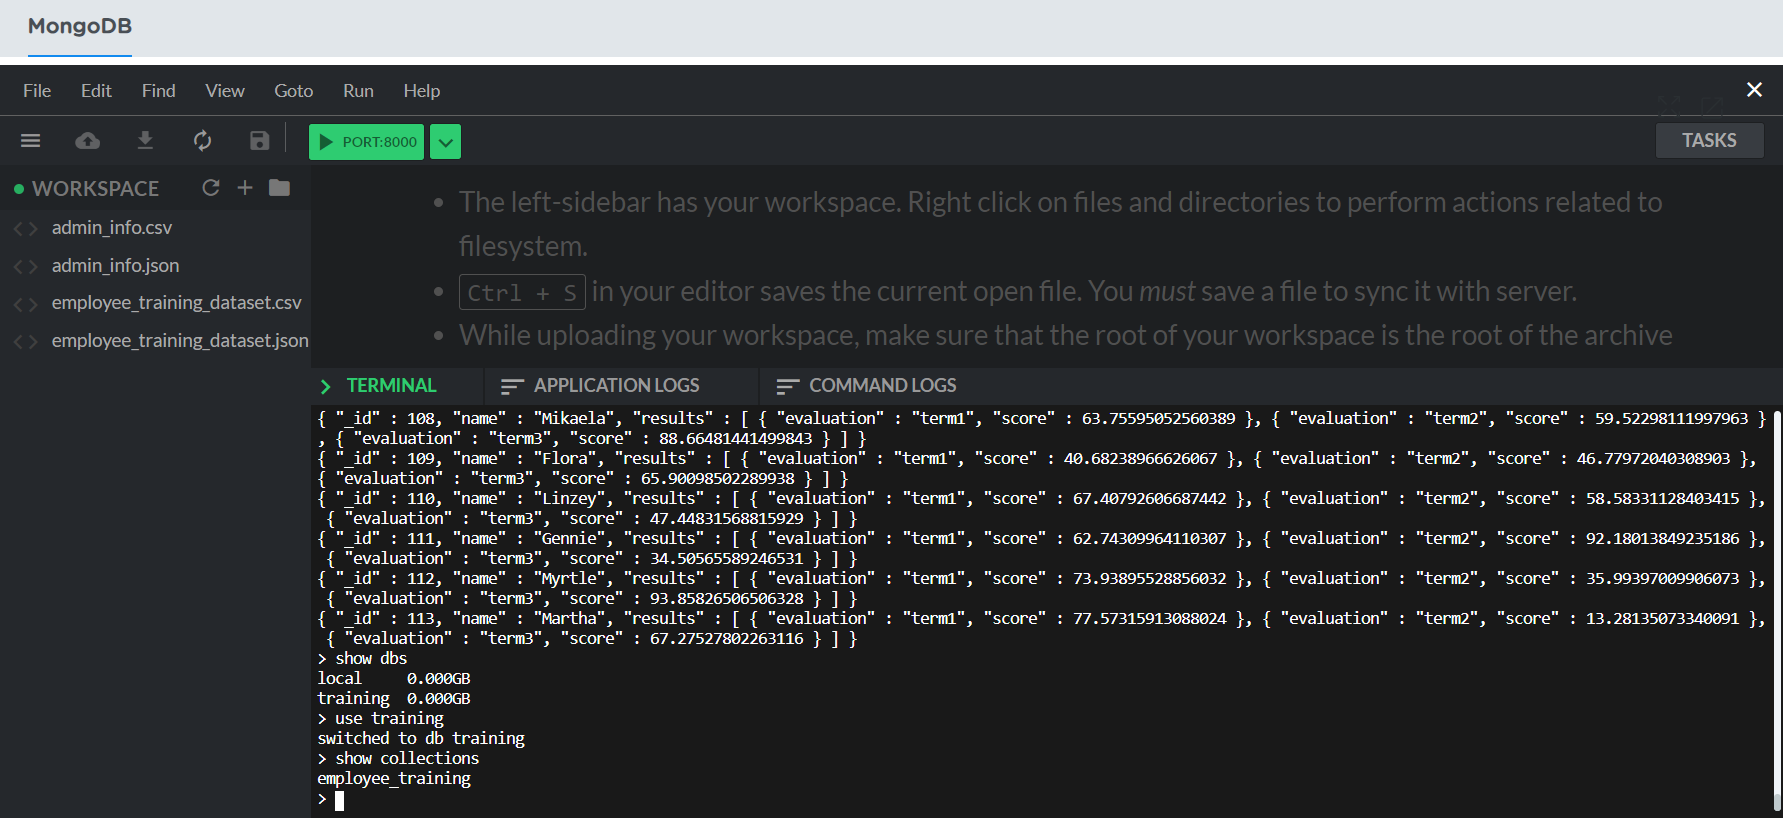 MongoDB
File Edit Find View Goto Run Help
PORT:8000
TASKS
WORKSPACE
admin_info.csv
admin_info.json
employee_training_dataset.csv
employee_training_dataset.json
• The left-sidebar has your workspace. Right click on files and directories to perform actions related to
filesystem.
• Ctrl + S in your editor saves the current open file. You must save a file to sync it with server.
• While uploading your workspace, make sure that the root of your workspace is the root of the archive
TERMINAL APPLICATION LOGS COMMAND LOGS
{ "_id" : 108, "name" : "Mikaela", "results" : [ { "evaluation" : "term1", "score" : 63.75595052560389 }, { "evaluation" : "term2", "score" : 59.52298111997963 }
, { "evaluation" : "term3", "score" : 88.66481441499843 } ] }
{ "_id" : 109, "name" : "Flora", "results" : [ { "evaluation" : "term1", "score" : 40.68238966626067 }, { "evaluation" : "term2", "score" : 46.77972040308903 },
{ "evaluation" : "term3", "score" : 65.90098502289938 } ] }
{ "_id" : 110, "name" : "Linzey", "results" : [ { "evaluation" : "term1", "score" : 67.40792606687442 }, { "evaluation" : "term2", "score" : 58.58331128403415 },
{ "evaluation" : "term3", "score" : 47.44831568815929 } ] }
{ "_id" : 111, "name" : "Gennie", "results" : [ { "evaluation" : "term1", "score" : 62.74309964110307 }, { "evaluation" : "term2", "score" : 92.18013849235186 },
{ "evaluation" : "term3", "score" : 34.50565589246531 } ] }
{ "_id" : 112, "name" : "Myrtle", "results" : [ { "evaluation" : "term1", "score" : 73.93895528856032 }, { "evaluation" : "term2", "score" : 35.99397009906073 },
{ "evaluation" : "term3", "score" : 93.85826506506328 } ] }
{ "_id" : 113, "name" : "Martha", "results" : [ { "evaluation" : "term1", "score" : 77.57315913088024 }, { "evaluation" : "term2", "score" : 13.28135073340091 },
{ "evaluation" : "term3", "score" : 67.27527802263116 } ] }
> show dbs
local 0.000GB
training 0.000GB
> use training
switched to db training
> show collections
employee_training
>